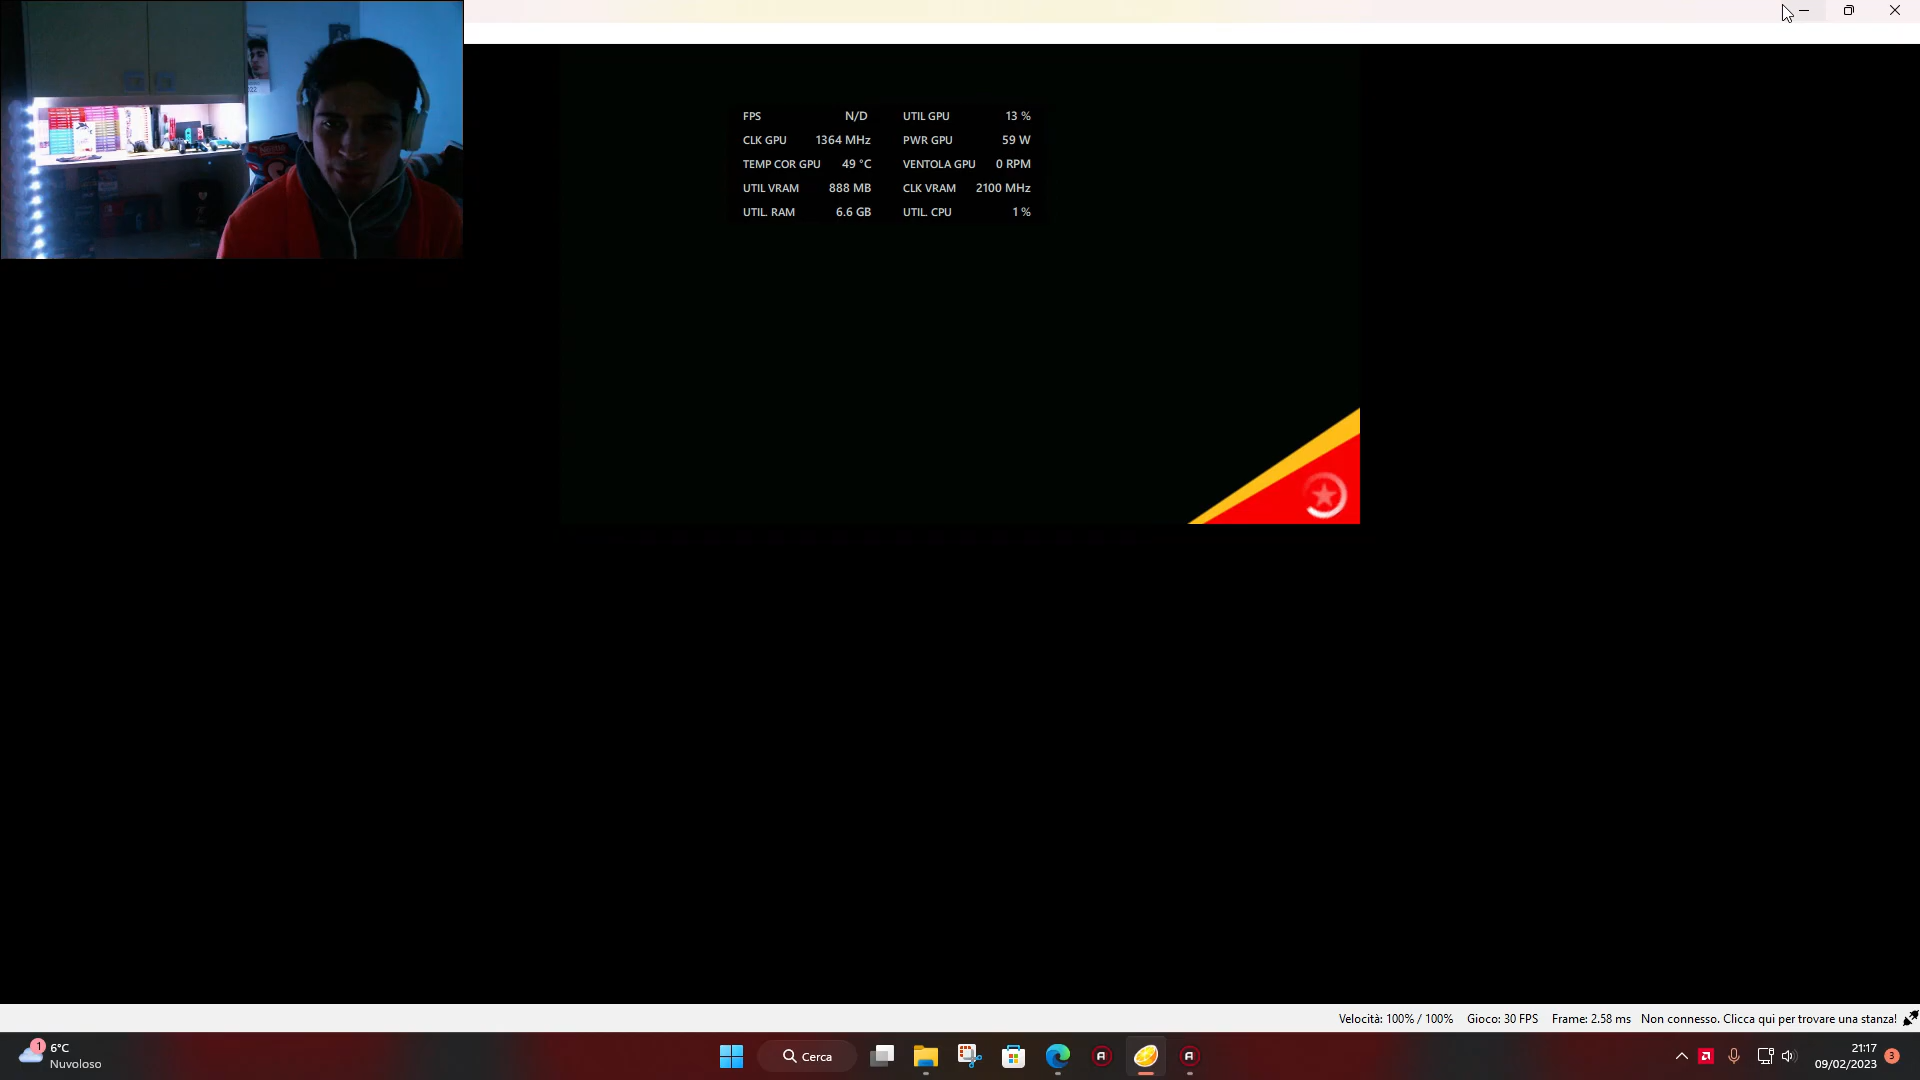 FPS N/D UTIL GPU 13 %
CLK GPU 1364 MHz PWR GPU 59 W
TEMP COR GPU 49 °C VENTOLA GPU 0 RPM
UTIL VRAM 888 MB CLK VRAM 2100 MHz
UTIL. RAM 6.6 GB UTIL. CPU 1 %
Velocità: 100% / 100% Gioco: 30 FPS Frame: 2.58 ms Non connesso. Clicca qui per trovare una stanza!
1 6°C
Nuvoloso
Cerca
21:17
09/02/2023 3